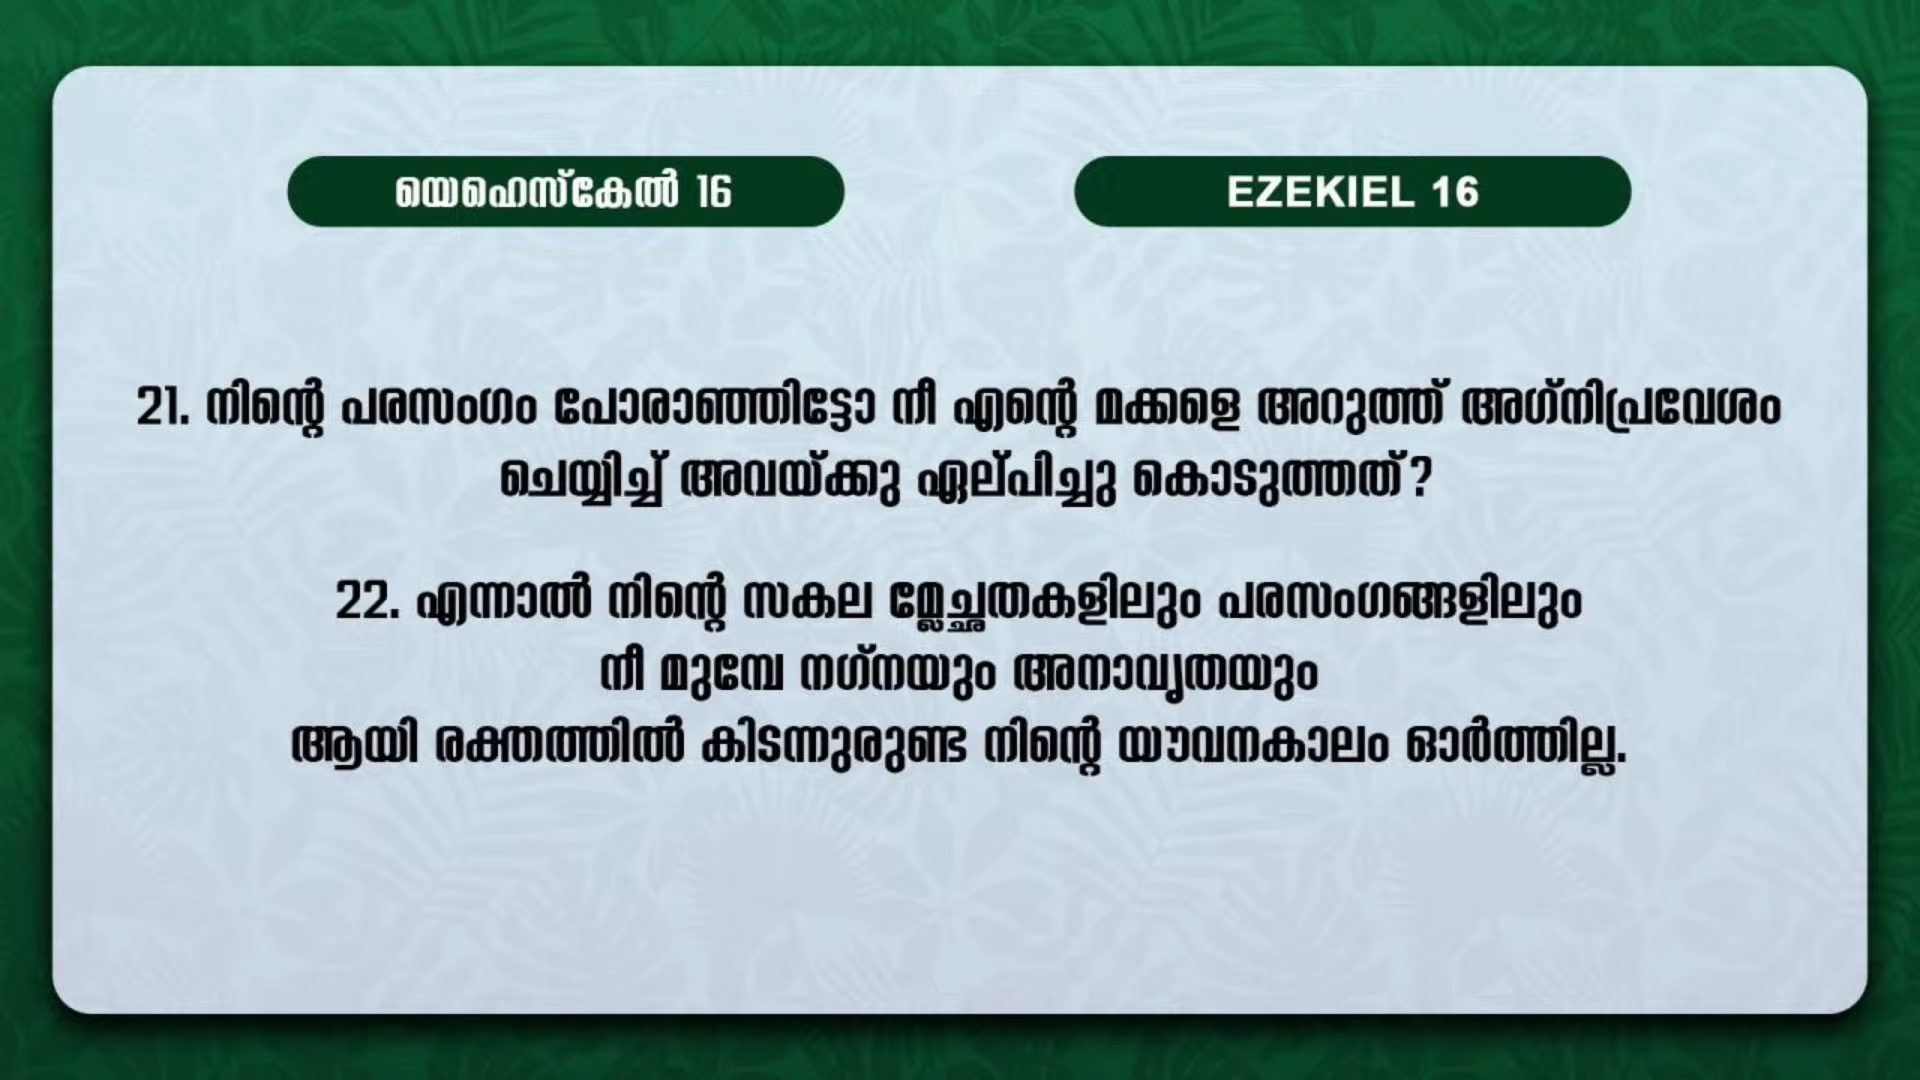 യെഹെസ്കേൽ 16
EZEKIEL 16
21. നിന്റെ പരസംഗം പോരാഞ്ഞിട്ടോ നീ എന്റെ മക്കളെ അറുത്ത് അഗ്‌നിപ്രവേശം
ചെയ്യിച്ച് അവയ്ക്കു ഏല്പിച്ചു കൊടുത്തത്?
22. എന്നാൽ നിന്റെ സകല മ്ലേച്ഛതകളിലും പരസംഗങ്ങളിലും
നീ മുമ്പേ നഗ്‌നയും അനാവൃതയും
ആയി രക്തത്തിൽ കിടന്നുരുണ്ട നിന്റെ യൗവനകാലം ഓർത്തില്ല.